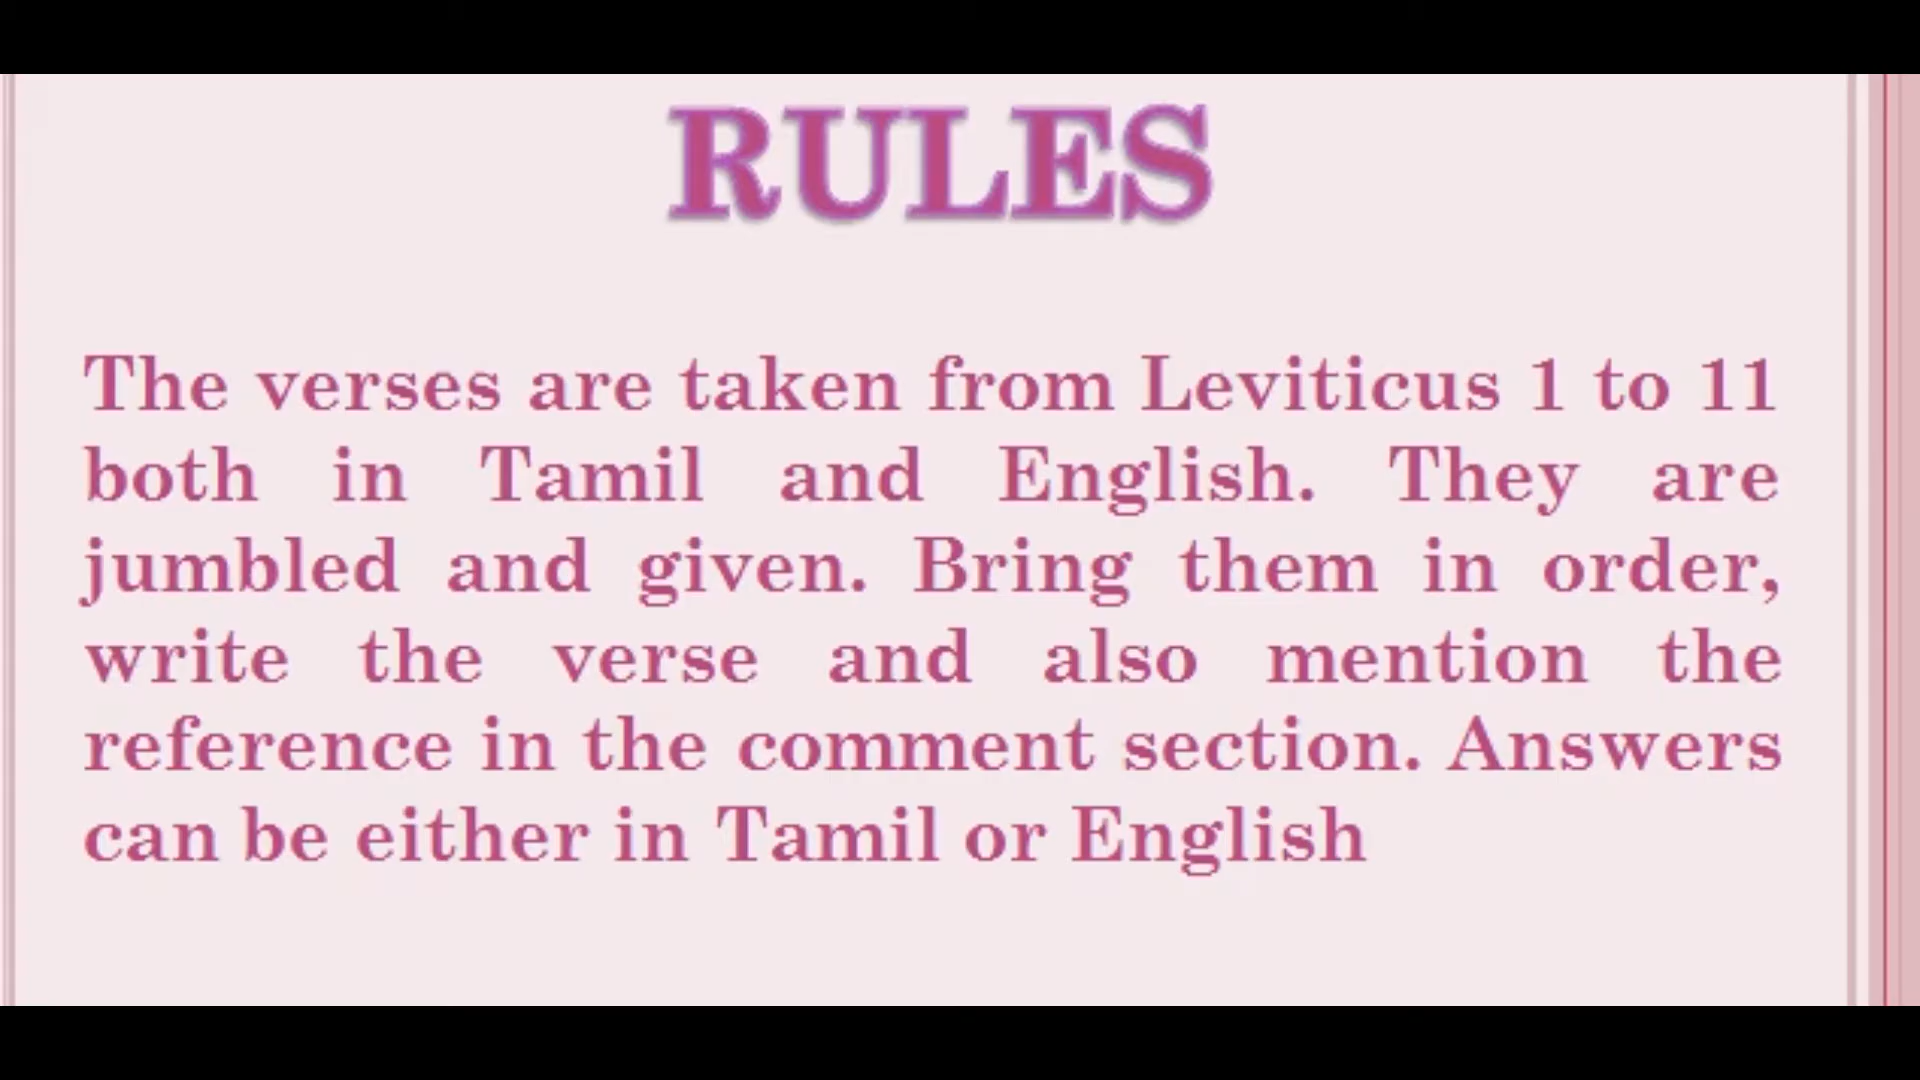 RULES
The verses are taken from Leviticus 1 to 11
both in Tamil and English. They are
jumbled and given. Bring them in order,
write the verse and also mention the
reference in the comment section. Answers
can be either in Tamil or English